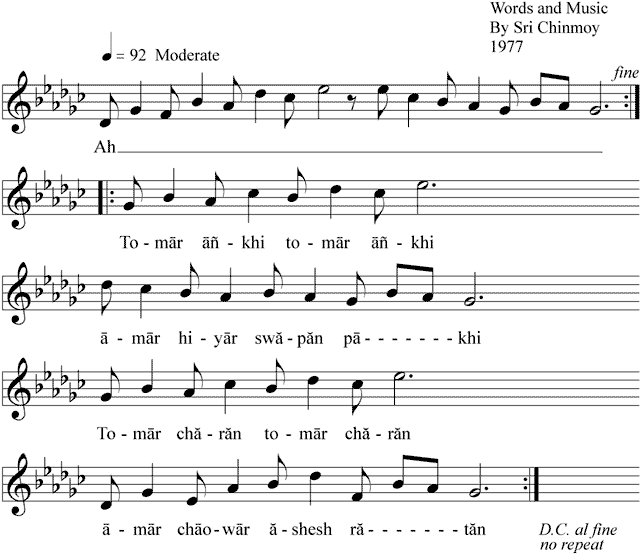 Words and Music
By Sri Chinmoy
1977
♩ = 92 Moderate
fine
Ah
To - mār āñ - khi to - mār āñ - khi
ā - mār hi - yār swă - păn pā - - - - - - - khi
To - mār chă - răn to - mār chă - răn
ā - mār chāo - wār ă - shesh ră - - - - - - - tăn
D.C. al fine
no repeat